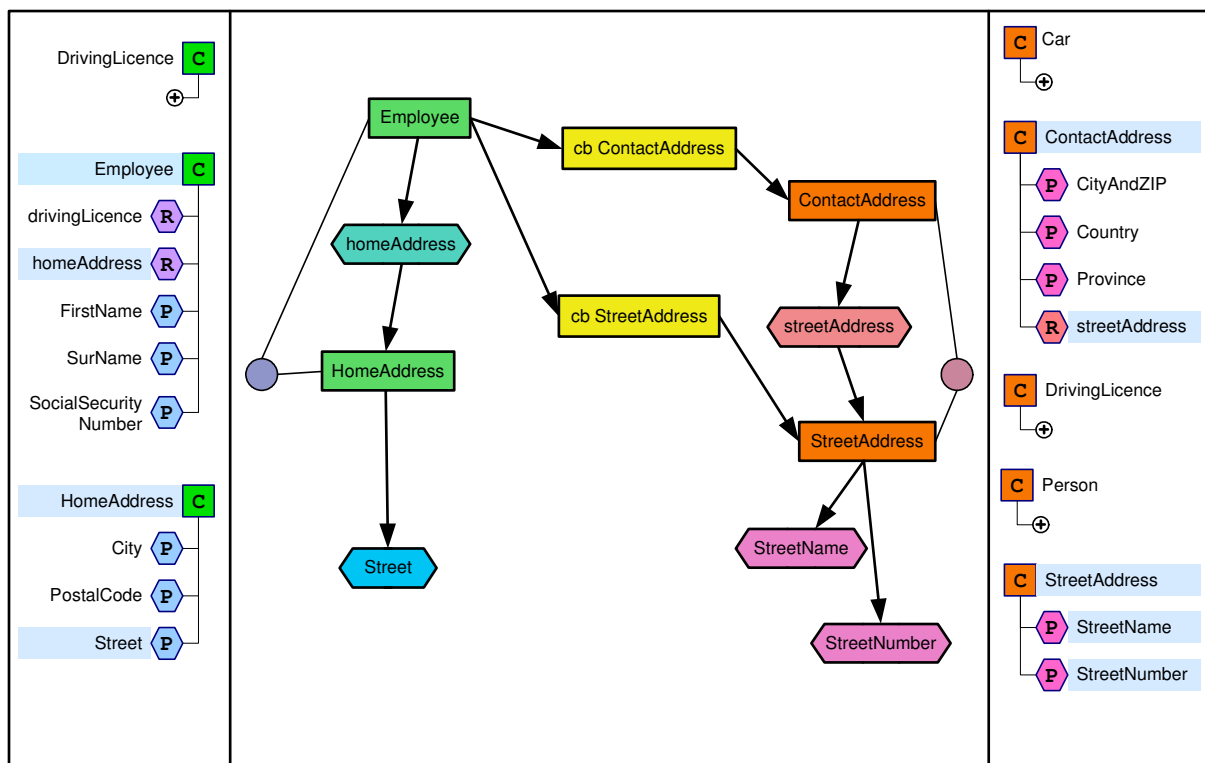 DrivingLicence C
Employee C
drivingLicence R
homeAddress R
FirstName P
SurName P
SocialSecurity
Number P
HomeAddress C
City P
PostalCode P
Street P
Employee
cb ContactAddress
ContactAddress
homeAddress
cb StreetAddress
streetAddress
HomeAddress
StreetAddress
StreetName
Street
StreetNumber
C Car
C ContactAddress
P CityAndZIP
P Country
P Province
R streetAddress
C DrivingLicence
C Person
C StreetAddress
P StreetName
P StreetNumber